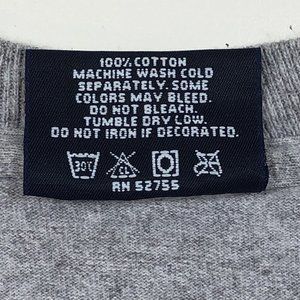 100% COTTON
MACHINE WASH COLD
SEPARATELY. SOME
COLORS MAY BLEED.
DO NOT BLEACH.
TUMBLE DRY LOW.
DO NOT IRON IF DECORATED.
30° CL
RN 52755